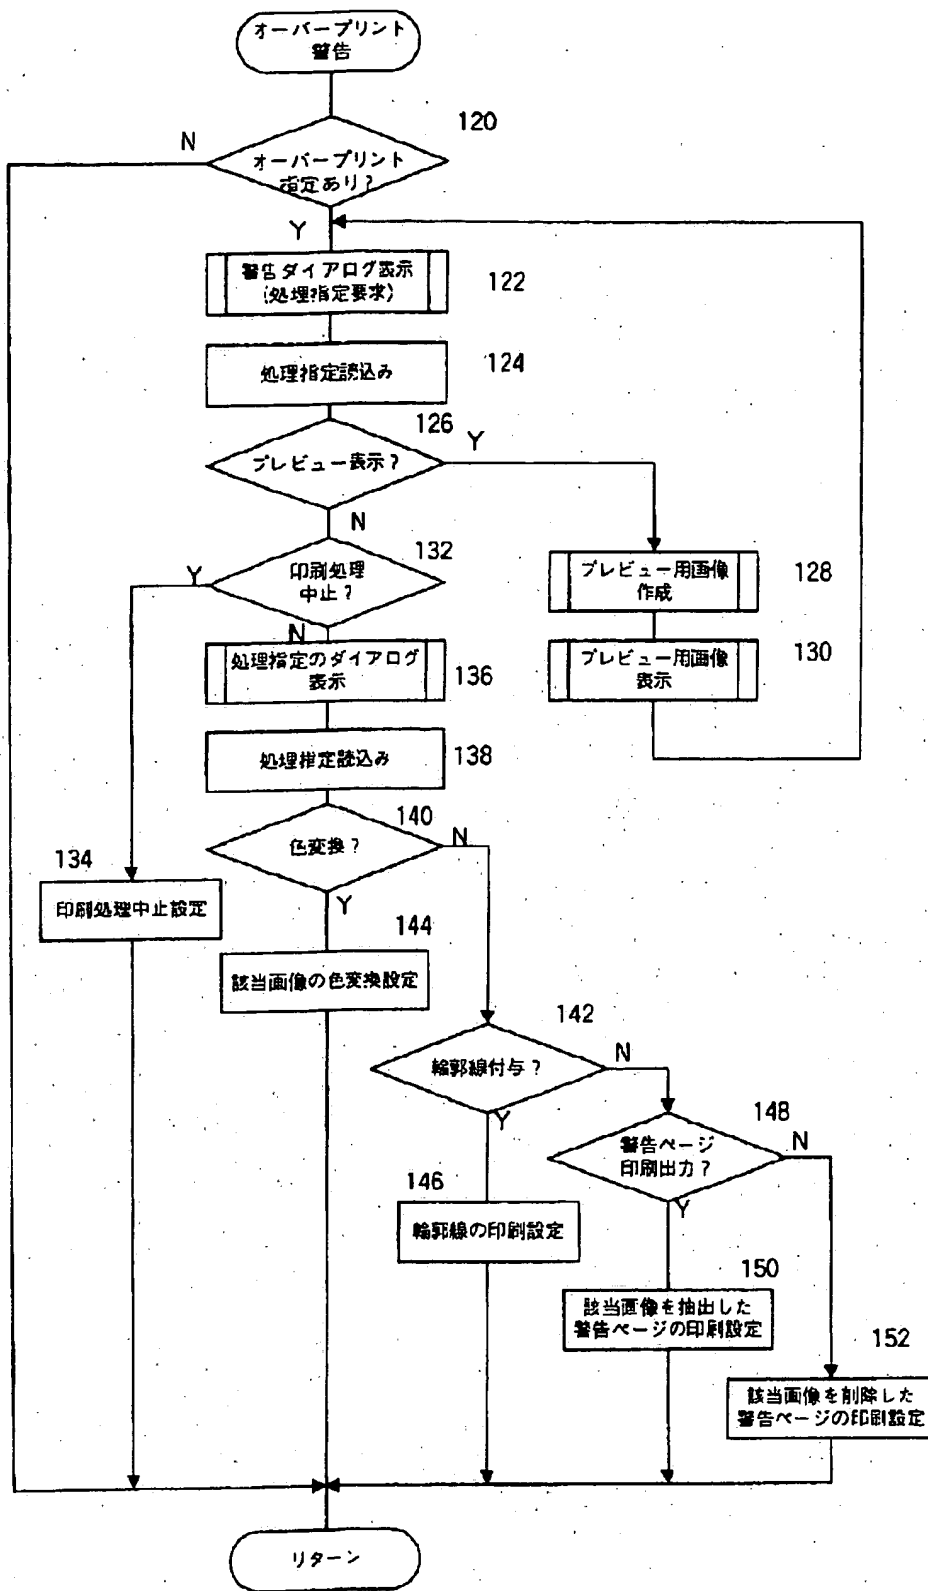 オーバープリント
警告
120
N
オーバープリント
指定あり?
Y
警告ダイアログ表示
(処理指定要求)
122
処理指定読込み
124
126
プレビュー表示?
Y
N
132
印刷処理
中止?
Y
N
プレビュー用画像
作成
128
プレビュー用画像
表示
130
処理指定のダイアログ
表示
136
処理指定読込み
138
140
色変換?
N
Y
134
印刷処理中止設定
144
該当画像の色変換設定
142
輪郭線付与?
N
Y
148
警告ページ
印刷出力?
N
Y
146
輪郭線の印刷設定
150
該当画像を抽出した
警告ページの印刷設定
152
該当画像を削除した
警告ページの印刷設定
リターン